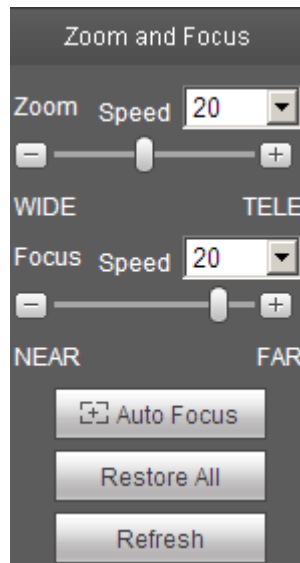 Zoom and Focus
Zoom Speed 20
WIDE TELE
Focus Speed 20
NEAR FAR
Auto Focus
Restore All
Refresh